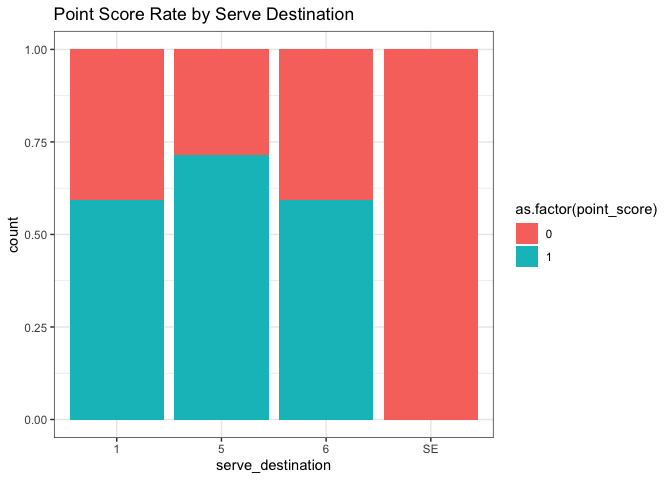 Point Score Rate by Serve Destination
1.00
0.75
0.50
0.25
0.00
count
1 5 6 SE
serve_destination
as.factor(point_score)
0
1